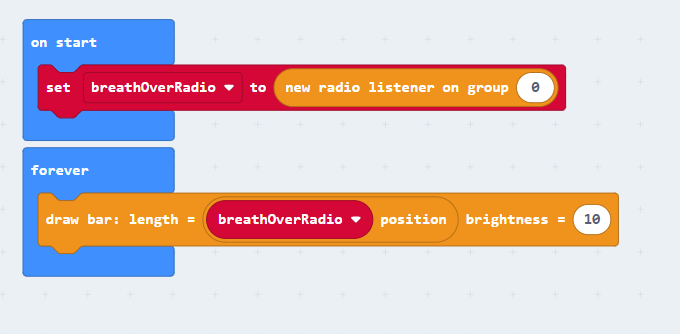 on start
set breathOverRadio to new radio listener on group 0
forever
draw bar: length = breathOverRadio position brightness = 10